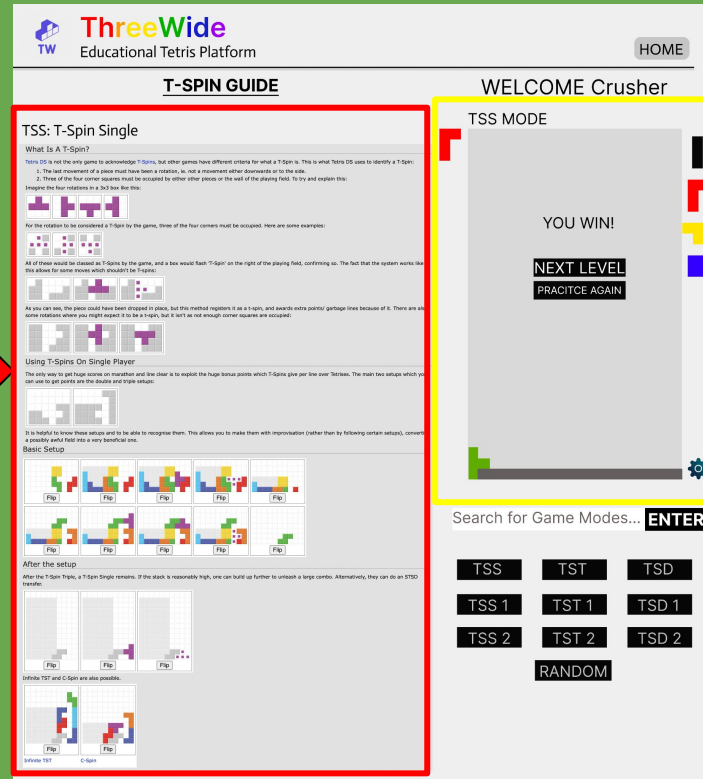 TW
ThreeWide
Educational Tetris Platform
HOME
T-SPIN GUIDE
WELCOME Crusher
TSS: T-Spin Single
What Is A T-Spin?
Tetris DS is not the only game to acknowledge T-Spins, but other games have different criteria for what a T-Spin is. This is what Tetris DS uses to identify a T-Spin:
1. The last movement of a piece must have been a rotation, ie. not a movement either downwards or to the side.
2. Three of the four corner squares must be occupied by either other pieces or the wall of the playing field. To try and explain this:
Imagine the four rotations in a 3x3 box like this:
For the rotation to be considered a T-Spin by the game, three of the four corners must be occupied. Here are some examples:
All of these would be classed as T-Spins by the game, and a box would flash 'T-Spin' on the right of the playing field, confirming so. The fact that the system works like
this allows for some moves which shouldn't be T-spins:
As you can see, the piece could have been dropped in place, but this method registers it as a t-spin, and awards extra points/ garbage lines because of it. There are als
some rotations where you might expect it to be a t-spin, but it isn't as not enough corner squares are occupied:
Using T-Spins On Single Player
The only way to get huge scores on marathon and line clear is to exploit the huge bonus points which T-Spins give per line over Tetrises. The main two setups which yo
can use to get points are the double and triple setups:
It is helpful to know these setups and to be able to recognise them. This allows you to make them with improvisation (rather than by following certain setups), converti
a possibly awful field into a very beneficial one.
Basic Setup
Flip Flip Flip Flip Flip
Flip Flip Flip Flip Flip
After the setup
After the T-Spin Triple, a T-Spin Single remains. If the stack is reasonably high, one can build up further to unleash a large combo. Alternatively, they can do an STSD
transfer.
Flip Flip Flip
Infinite TST and C-Spin are also possible.
Flip Flip
Infinite TST C-Spin
TSS MODE
YOU WIN!
NEXT LEVEL
PRACITCE AGAIN
Search for Game Modes... ENTER
TSS TST TSD
TSS 1 TST 1 TSD 1
TSS 2 TST 2 TSD 2
RANDOM